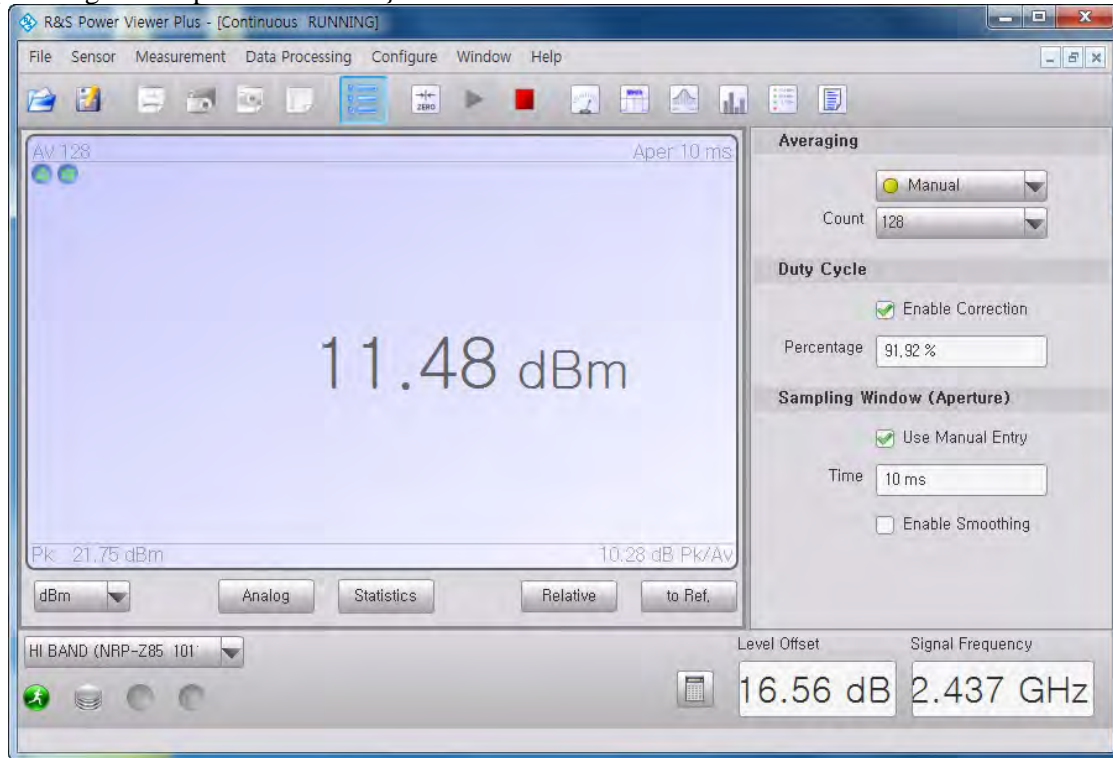 R&S Power Viewer Plus - [Continuous RUNNING]
File Sensor Measurement Data Processing Configure Window Help
ZERO
AV 128
Aper 10 ms
11.48 dBm
Pk 21.75 dBm
10.28 dB Pk/Av
dBm
Analog
Statistics
Relative
to Ref.
Averaging
Manual
Count 128
Duty Cycle
Enable Correction
Percentage 91.92 %
Sampling Window (Aperture)
Use Manual Entry
Time 10 ms
Enable Smoothing
HI BAND (NRP-Z85 101
Level Offset
16.56 dB
Signal Frequency
2.437 GHz